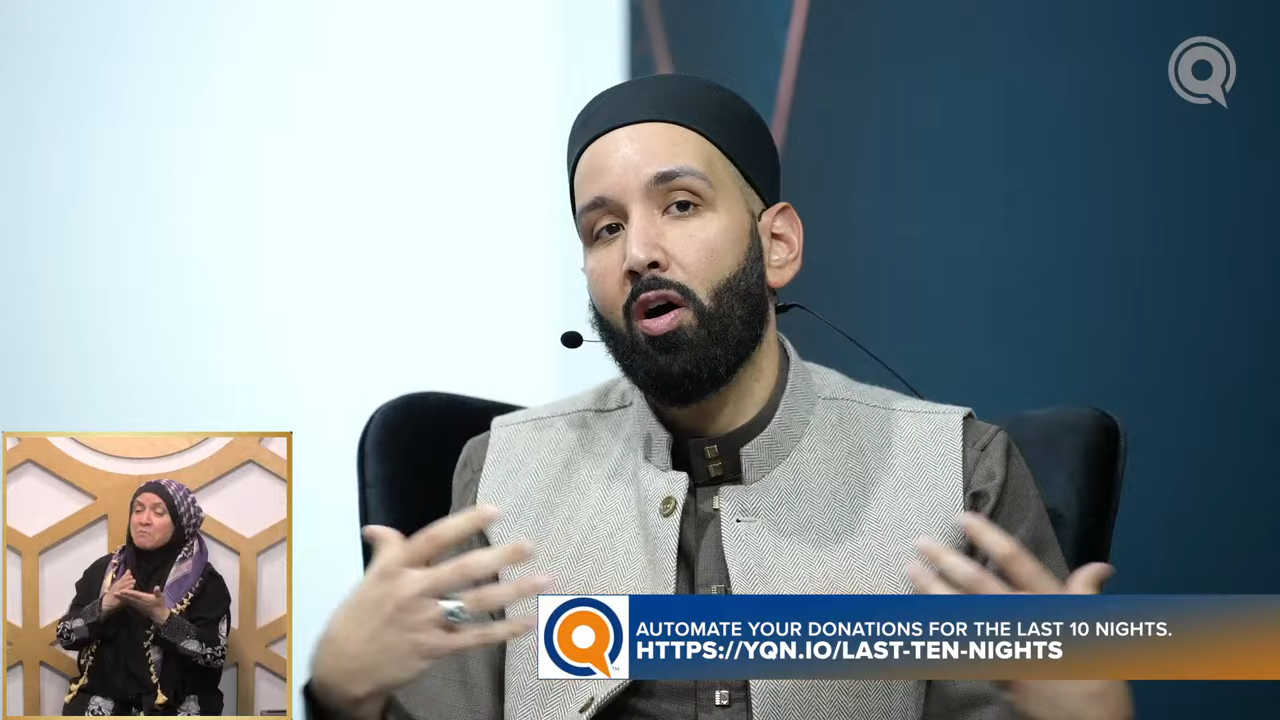 AUTOMATE YOUR DONATIONS FOR THE LAST 10 NIGHTS.
HTTPS://YQN.IO/LAST-TEN-NIGHTS